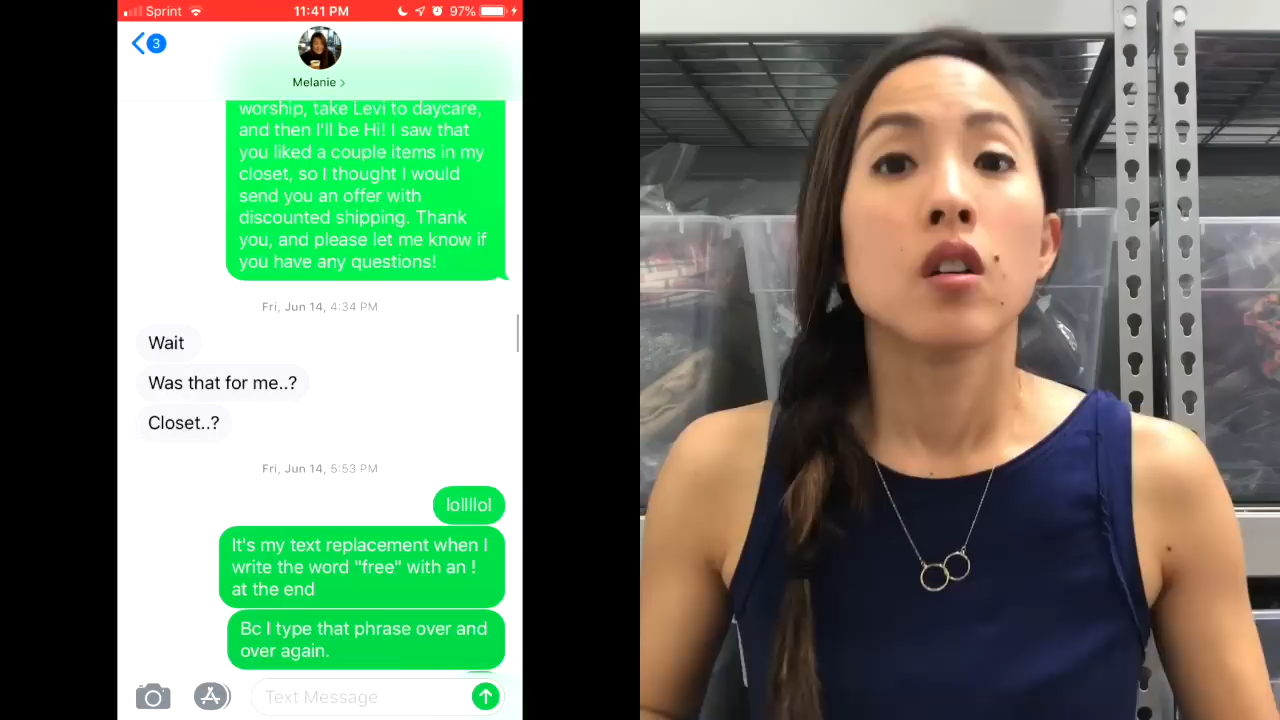 Sprint 11:41 PM 97%
3
Melanie >
worship, take Levi to daycare,
and then I'll be Hi! I saw that
you liked a couple items in my
closet, so I thought I would
send you an offer with
discounted shipping. Thank
you, and please let me know if
you have any questions!
Fri, Jun 14, 4:34 PM
Wait
Was that for me..?
Closet..?
Fri, Jun 14, 5:53 PM
lollllol
It's my text replacement when I
write the word "free" with an !
at the end
Bc I type that phrase over and
over again.
Text Message